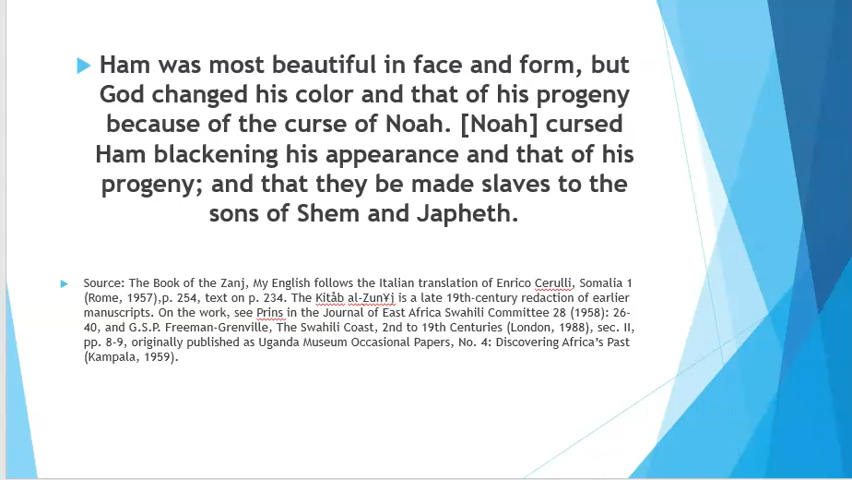 Ham was most beautiful in face and form, but
God changed his color and that of his progeny
because of the curse of Noah. [Noah] cursed
Ham blackening his appearance and that of his
progeny; and that they be made slaves to the
sons of Shem and Japheth.
Source: The Book of the Zanj, My English follows the Italian translation of Enrico Cerulli, Somalia 1
(Rome, 1957),p. 254, text on p. 234. The Kitåb al-Zun¥j is a late 19th-century redaction of earlier
manuscripts. On the work, see Prins in the Journal of East Africa Swahili Committee 28 (1958): 26-
40, and G.S.P. Freeman-Grenville, The Swahili Coast, 2nd to 19th Centuries (London, 1988), sec. II,
pp. 8-9, originally published as Uganda Museum Occasional Papers, No. 4: Discovering Africa’s Past
(Kampala, 1959).